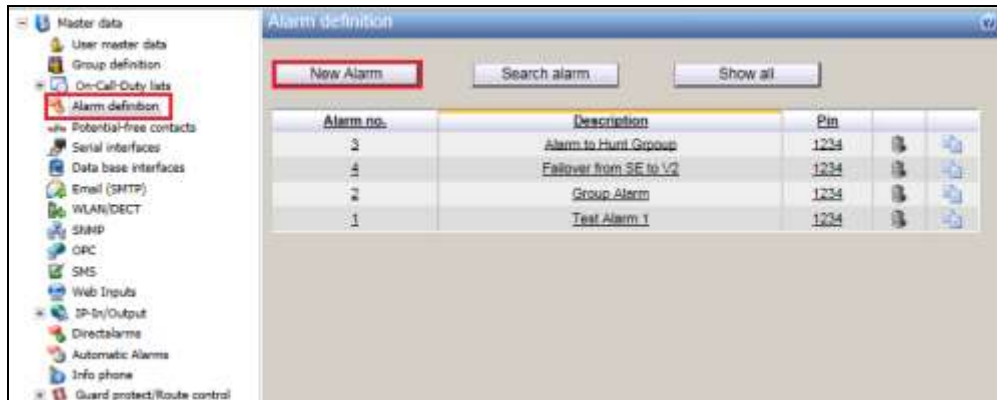 Master data
User master data
Group definition
On-Call-Duty lists
Alarm definition
Potential-free contacts
Serial interfaces
Data base interfaces
Email (SMTP)
WLAN/DECT
SNMP
OPC
SMS
Web Inputs
IP-In/Output
Directalarms
Automatic Alarms
Info phone
Guard protect/Route control
Alarm definition
New Alarm Search alarm Show all
Alarm no. Description Pin
3 Alarm to Hunt Grpoup 1234
4 Failover from SE to V2 1234
2 Group Alarm 1234
1 Test Alarm 1 1234